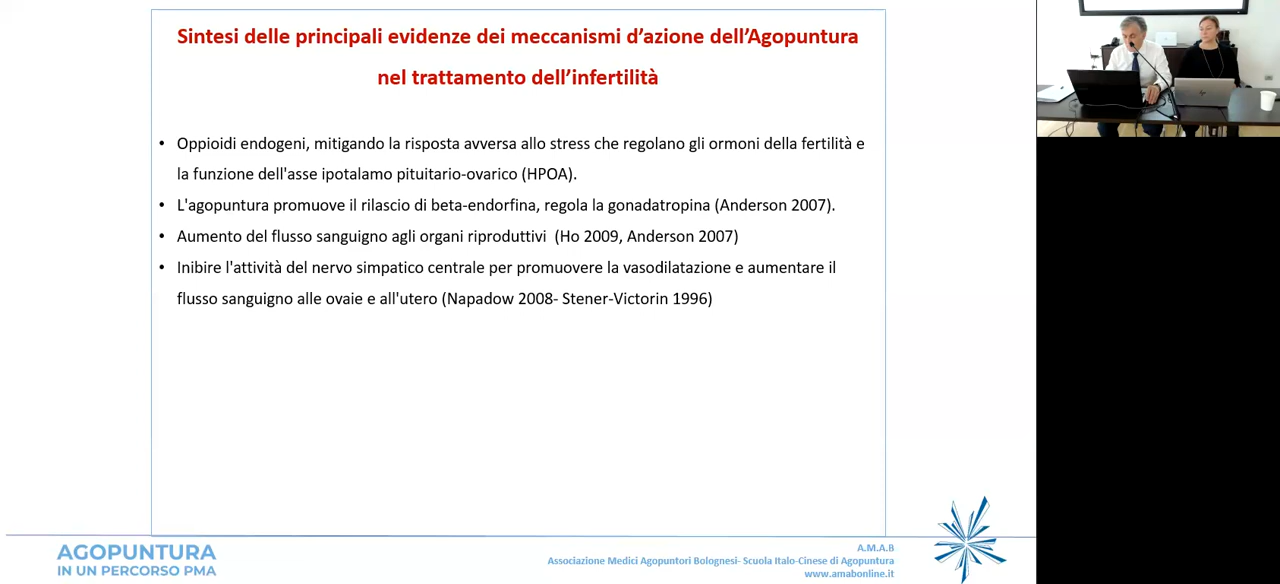 Sintesi delle principali evidenze dei meccanismi d’azione dell’Agopuntura
nel trattamento dell’infertilità
• Oppioidi endogeni, mitigando la risposta avversa allo stress che regolano gli ormoni della fertilità e
la funzione dell'asse ipotalamo pituitario-ovarico (HPOA).
• L'agopuntura promuove il rilascio di beta-endorfina, regola la gonadatropina (Anderson 2007).
• Aumento del flusso sanguigno agli organi riproduttivi (Ho 2009, Anderson 2007)
• Inibire l'attività del nervo simpatico centrale per promuovere la vasodilatazione e aumentare il
flusso sanguigno alle ovaie e all'utero (Napadow 2008- Stener-Victorin 1996)
AGOPUNTURA
IN UN PERCORSO PMA
A.M.A.B
Associazione Medici Agopuntori Bolognesi- Scuola Italo-Cinese di Agopuntura
www.amabonline.it